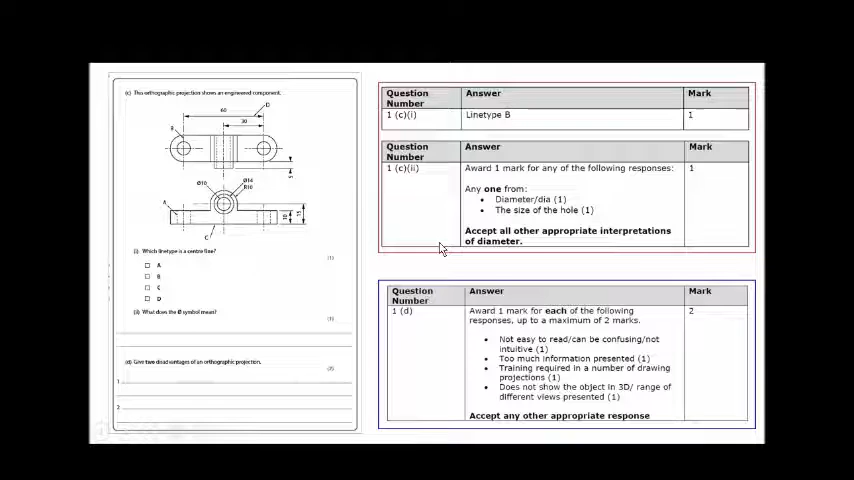 (c) This orthographic projection shows an engineered component.
60
D
30
B
5
Ø10
Ø14
R10
A
10
15
C
(i) Which linetype is a centre line?
(1)
A
B
C
D
(ii) What does the Ø symbol mean?
(1)
(d) Give two disadvantages of an orthographic projection.
(2)
1
2
Question Number Answer Mark
1 (c)(i) Linetype B 1
Question Number Answer Mark
1 (c)(ii) Award 1 mark for any of the following responses: 1
Any one from:
• Diameter/dia (1)
• The size of the hole (1)
Accept all other appropriate interpretations
of diameter.
Question Number Answer Mark
1 (d) Award 1 mark for each of the following 2
responses, up to a maximum of 2 marks.
• Not easy to read/can be confusing/not
intuitive (1)
• Too much information presented (1)
• Training required in a number of drawing
projections (1)
• Does not show the object in 3D/ range of
different views presented (1)
Accept any other appropriate response